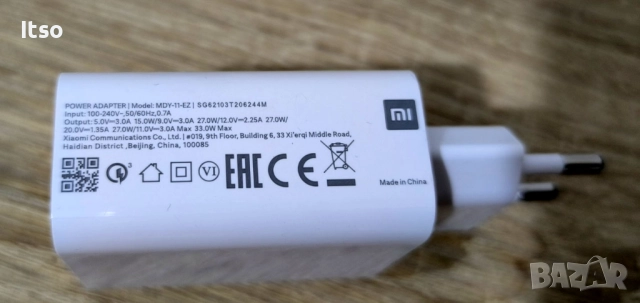 Itso
POWER ADAPTER | Model: MDY-11-EZ | SG62103T206244M
Input: 100-240V~,50/60Hz,0.7A
Output: 5.0V⎓3.0A 15.0W/9.0V⎓3.0A 27.0W/12.0V⎓2.25A 27.0W/
20.0V⎓1.35A 27.0W/11.0V⎓3.0A Max 33.0W Max
Xiaomi Communications Co., Ltd. | #019, 9th Floor, Building 6, 33 Xi'erqi Middle Road,
Haidian District ,Beijing, China, 100085
3 VI EAC CE
mi
Made in China
BAZAR